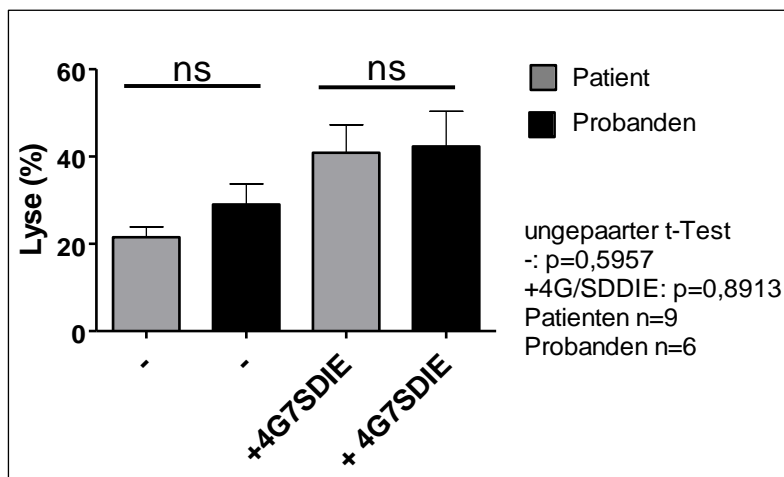 ns ns
60
40
20
0
Lyse (%)
- - +4G7SDIE + 4G7SDIE
Patient
Probanden
ungepaarter t-Test
-: p=0,5957
+4G/SDDIE: p=0,8913
Patienten n=9
Probanden n=6